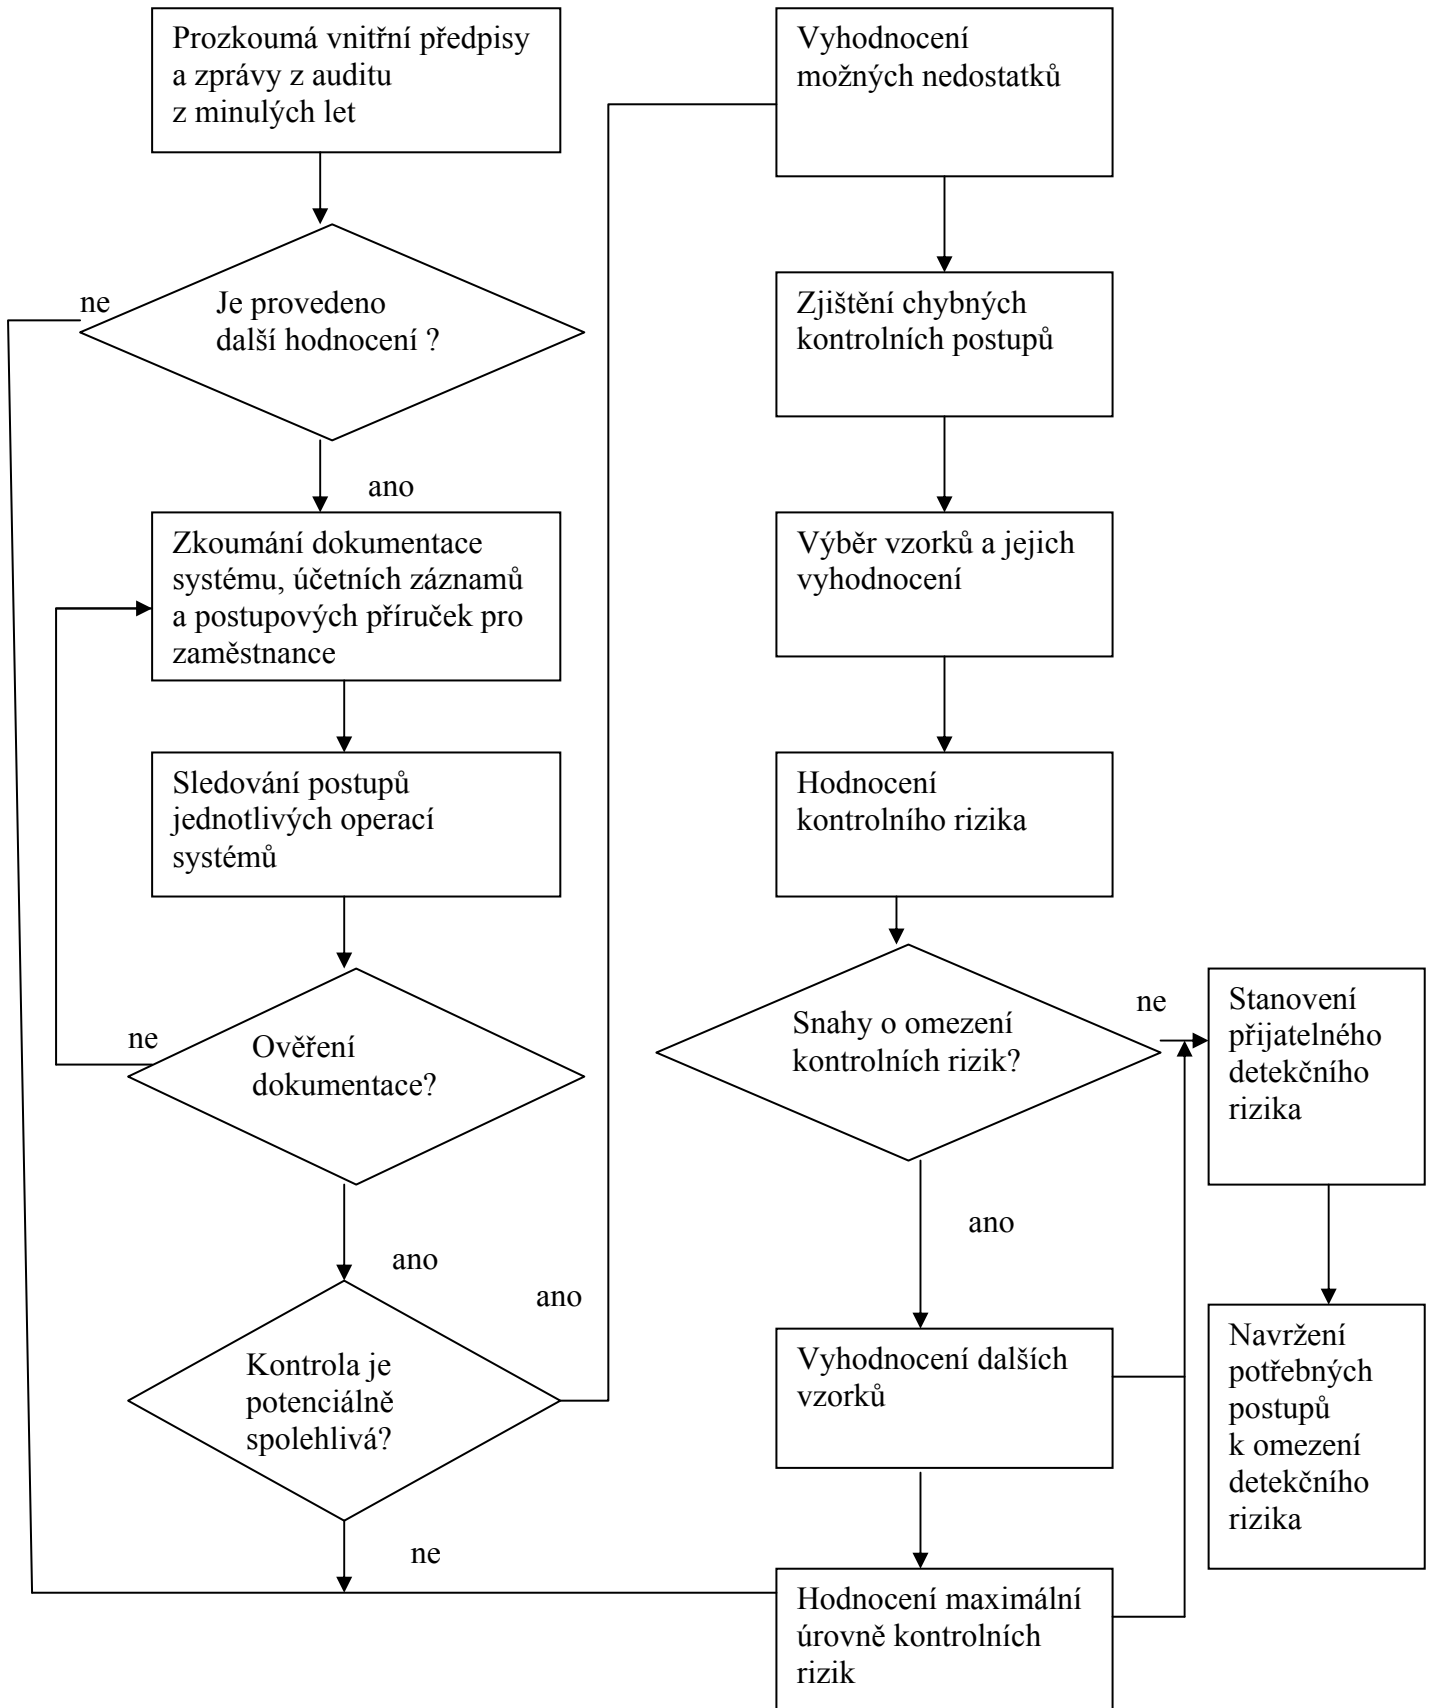 Prozkoumá vnitřní předpisy
a zprávy z auditu
z minulých let
ne
Je provedeno
další hodnocení ?
ano
Zkoumání dokumentace
systému, účetních záznamů
a postupových příruček pro
zaměstnance
Sledování postupů
jednotlivých operací
systémů
ne
Ověření
dokumentace?
ano
ano
Kontrola je
potenciálně
spolehlivá?
ne
Vyhodnocení
možných nedostatků
Zjištění chybných
kontrolních postupů
Výběr vzorků a jejich
vyhodnocení
Hodnocení
kontrolního rizika
Snahy o omezení
kontrolních rizik?
ne
ano
Vyhodnocení dalších
vzorků
Hodnocení maximální
úrovně kontrolních
rizik
Stanovení
přijatelného
detekčního
rizika
Navržení
potřebných
postupů
k omezení
detekčního
rizika